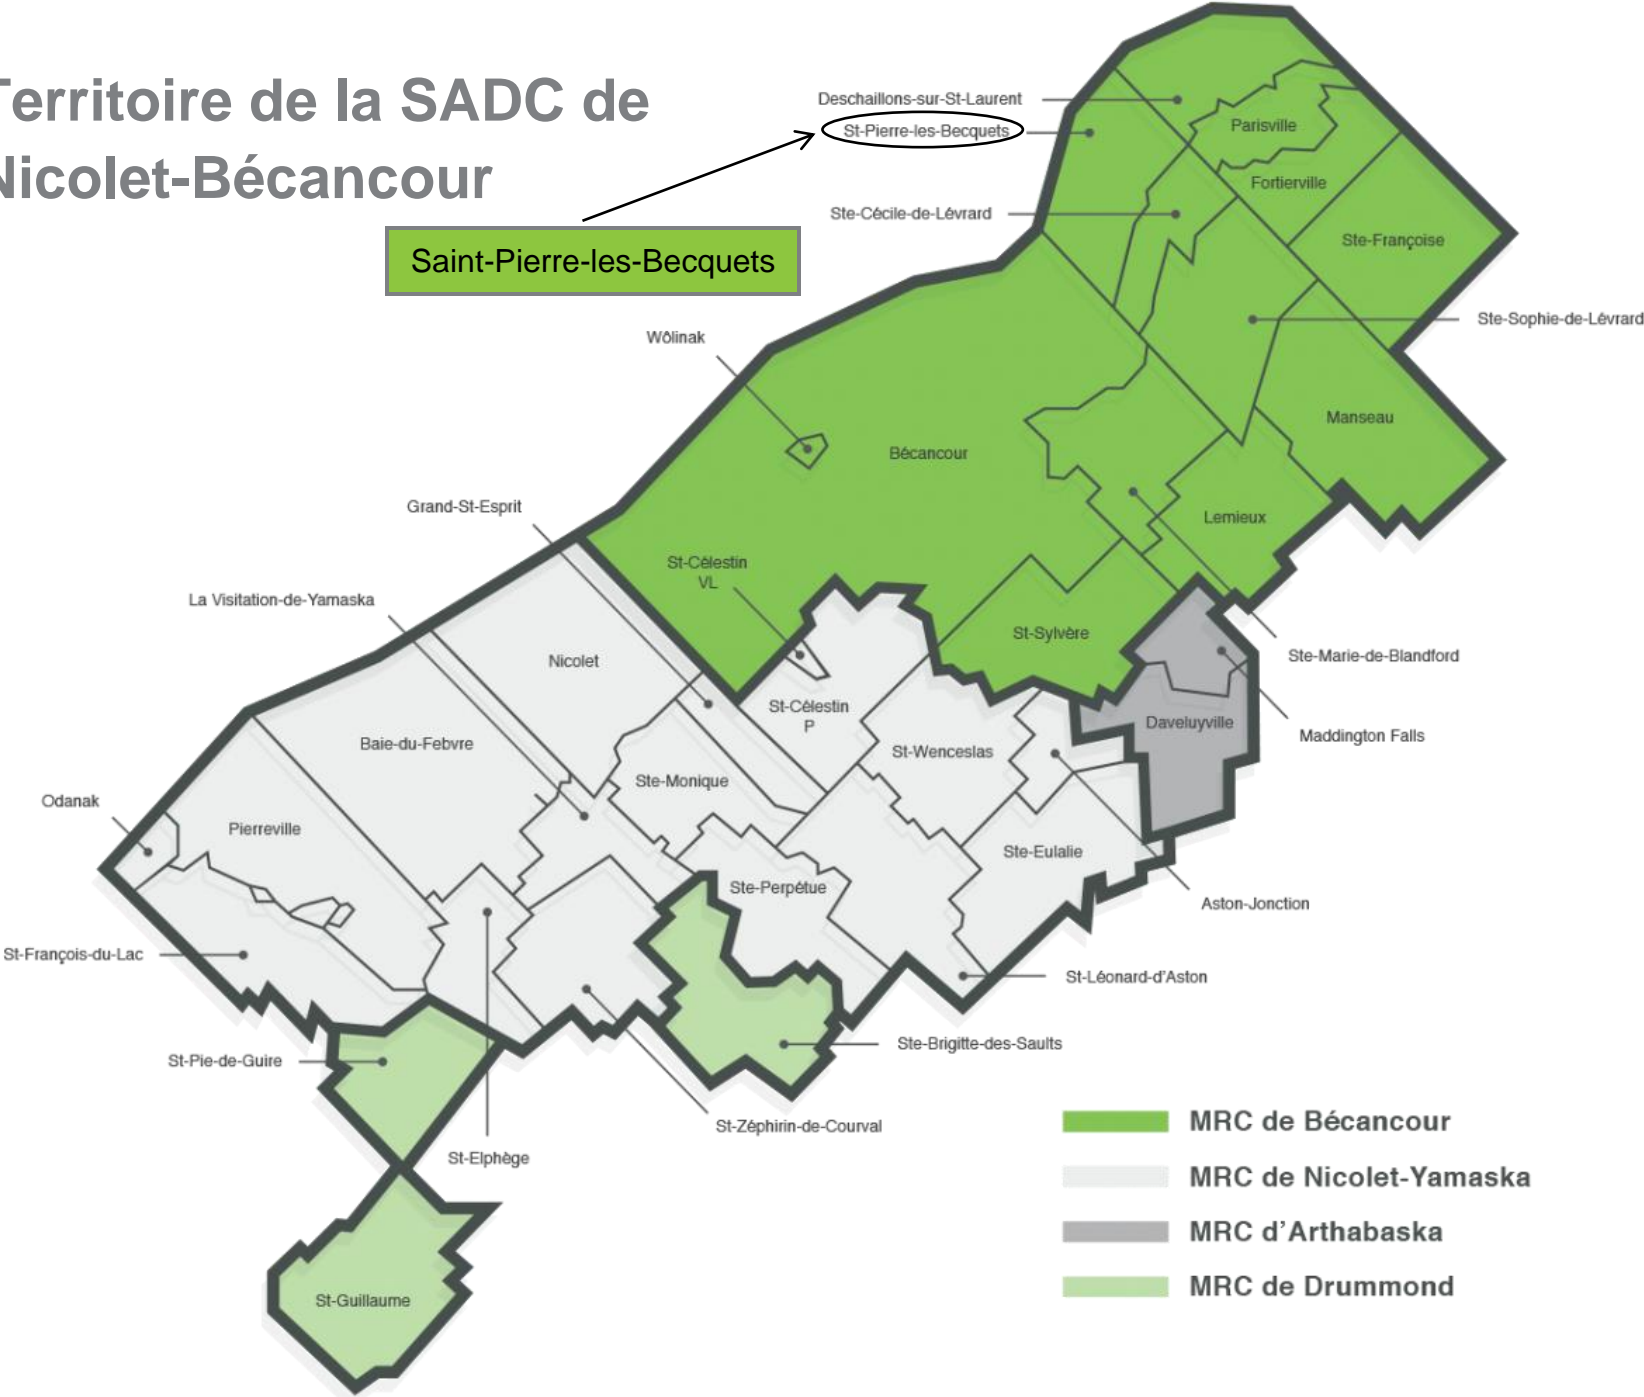 Territoire de la SADC de
Nicolet-Bécancour
Deschaillons-sur-St-Laurent
St-Pierre-les-Becquets
Parisville
Fortierville
Ste-Cécile-de-Lévrard
Ste-Françoise
Saint-Pierre-les-Becquets
Ste-Sophie-de-Lévrard
Wôlinak
Manseau
Bécancour
Grand-St-Esprit
Lemieux
St-Célestin
VL
La Visitation-de-Yamaska
St-Sylvère
Ste-Marie-de-Blandford
Nicolet
St-Célestin
P
Daveluyville
Maddington Falls
Baie-du-Febvre
St-Wenceslas
Ste-Monique
Odanak
Pierreville
Ste-Eulalie
Ste-Perpétue
Aston-Jonction
St-François-du-Lac
St-Léonard-d'Aston
Ste-Brigitte-des-Saults
St-Pie-de-Guire
St-Zéphirin-de-Courval
St-Elphège
St-Guillaume
MRC de Bécancour
MRC de Nicolet-Yamaska
MRC d'Arthabaska
MRC de Drummond